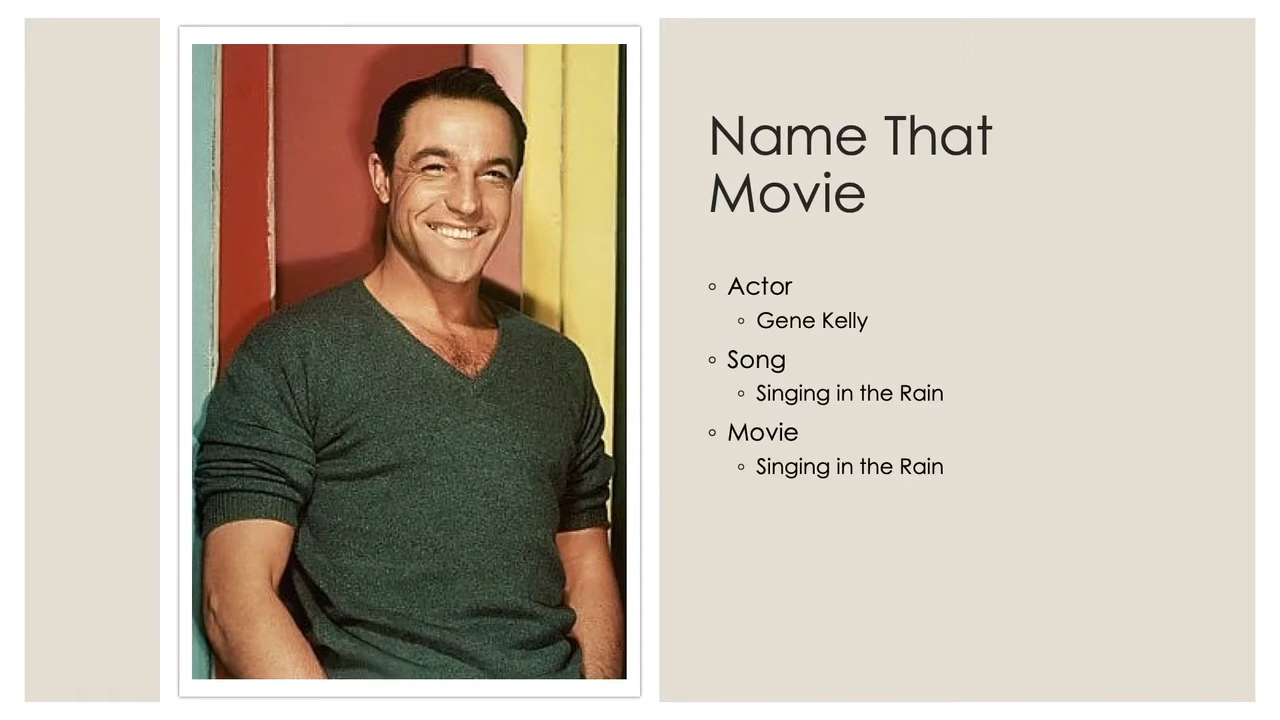 Name That
Movie
Actor
Gene Kelly
Song
Singing in the Rain
Movie
Singing in the Rain